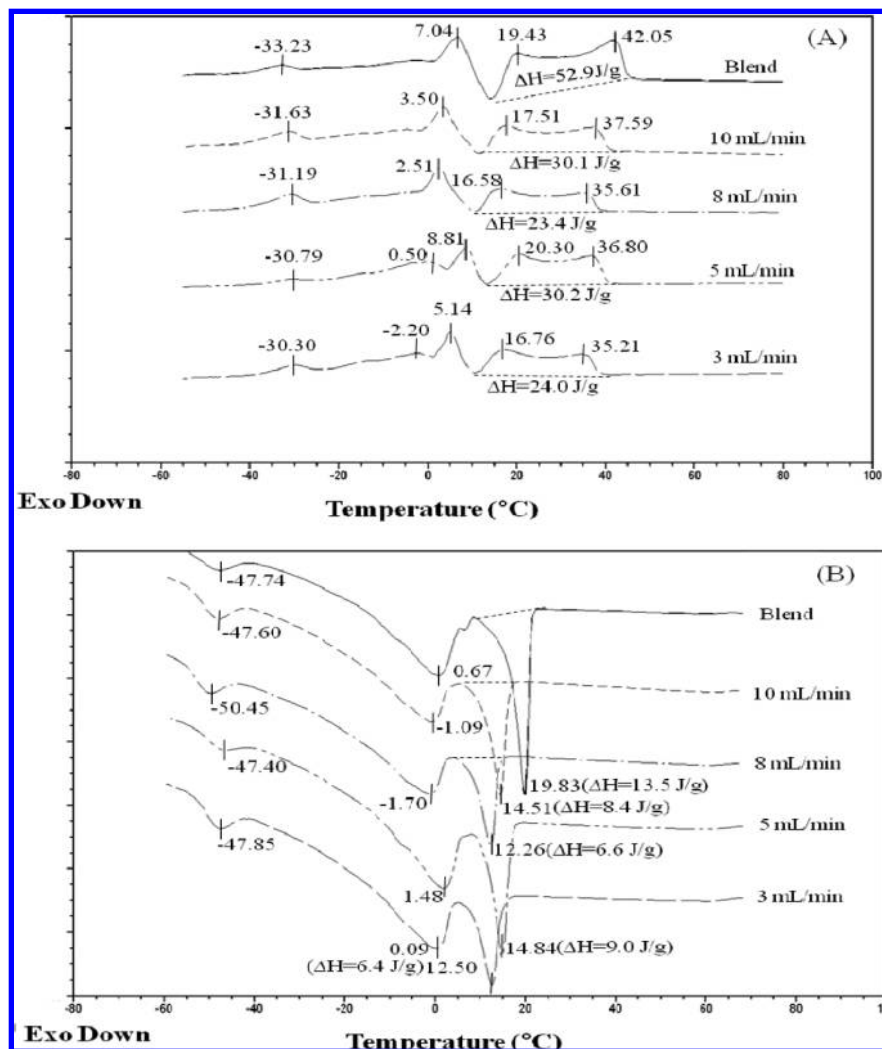 (A)
7.04
19.43
42.05
-33.23
Blend
ΔH=52.9J/g
3.50
-31.63
17.51
37.59
10 mL/min
ΔH=30.1 J/g
2.51
-31.19
16.58
35.61
8 mL/min
ΔH=23.4 J/g
8.81
-30.79
0.50
20.30
36.80
5 mL/min
ΔH=30.2 J/g
5.14
-2.20
-30.30
16.76
35.21
3 mL/min
ΔH=24.0 J/g
-80 -60 -40 -20 0 20 40 60 80 100
Exo Down
Temperature (°C)
(B)
-47.74
Blend
-47.60
0.67
10 mL/min
-50.45
-1.09
8 mL/min
-47.40
19.83(ΔH=13.5 J/g)
-1.70
14.51(ΔH=8.4 J/g)
5 mL/min
-47.85
12.26(ΔH=6.6 J/g)
1.48
3 mL/min
0.09
14.84(ΔH=9.0 J/g)
(ΔH=6.4 J/g)12.50
-80 -60 -40 -20 0 20 40 60 80
Exo Down
Temperature (°C)